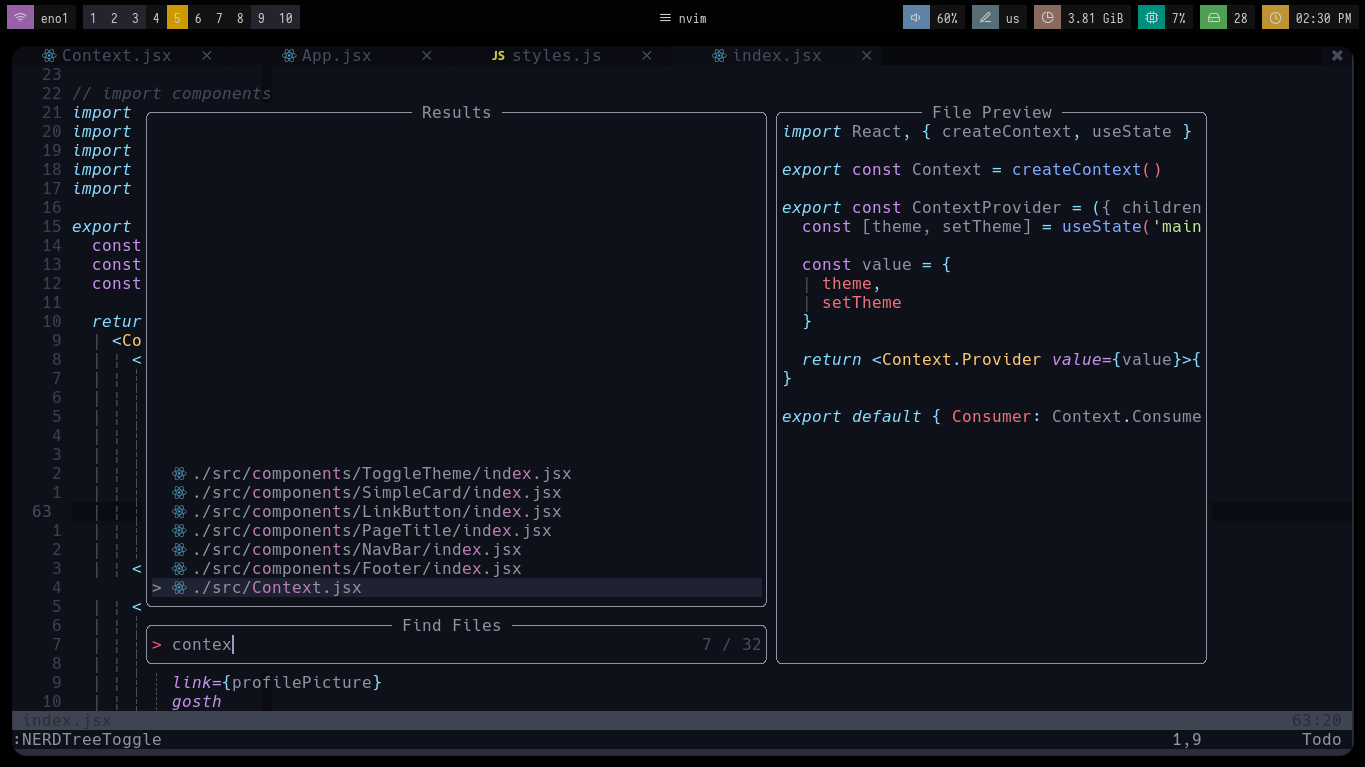 eno1 1 2 3 4 5 6 7 8 9 10 nvim 60% us 3.81 GiB 7% 28 02:30 PM
Context.jsx × App.jsx × JS styles.js × index.jsx × ✖
23
22 // import components
21 import
20 import
19 import
18 import
17 import
16
15 export
14 const
13 const
12 const
11
10 retur
9 <Co
8 <
7
6
5
4
3
2
1
63
1
2
3 <
4
5 <
6
7
8
9 link={profilePicture}
10 gosth
Results
./src/components/ToggleTheme/index.jsx
./src/components/SimpleCard/index.jsx
./src/components/LinkButton/index.jsx
./src/components/PageTitle/index.jsx
./src/components/NavBar/index.jsx
./src/components/Footer/index.jsx
> ./src/Context.jsx
Find Files
> contex 7 / 32
File Preview
import React, { createContext, useState }
export const Context = createContext()
export const ContextProvider = ({ children
const [theme, setTheme] = useState('main
const value = {
theme,
setTheme
}
return <Context.Provider value={value}>{
}
export default { Consumer: Context.Consume
index.jsx 63:20
:NERDTreeToggle 1,9 Todo